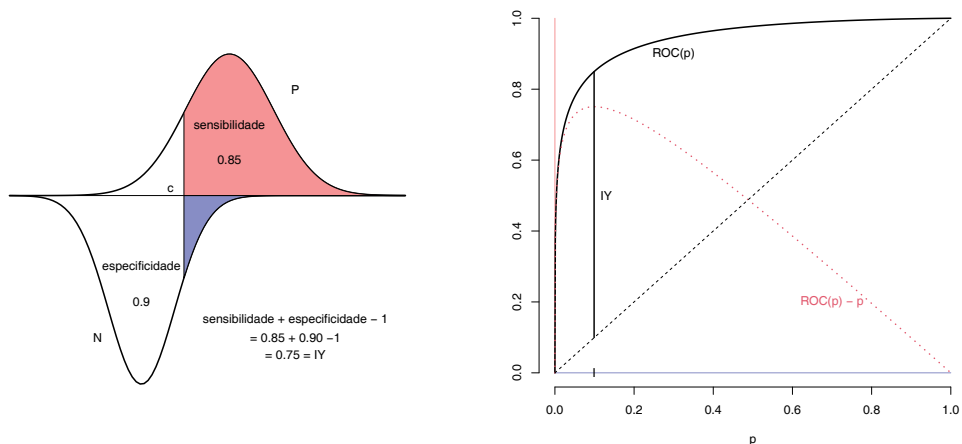 P
sensibilidade
0.85
c
especificidade
0.9
N
sensibilidade + especificidade − 1
= 0.85 + 0.90 −1
= 0.75 = IY
1.0
0.8
0.6
0.4
0.2
0.0
ROC(p)
IY
ROC(p) − p
0.0 0.2 0.4 0.6 0.8 1.0
p